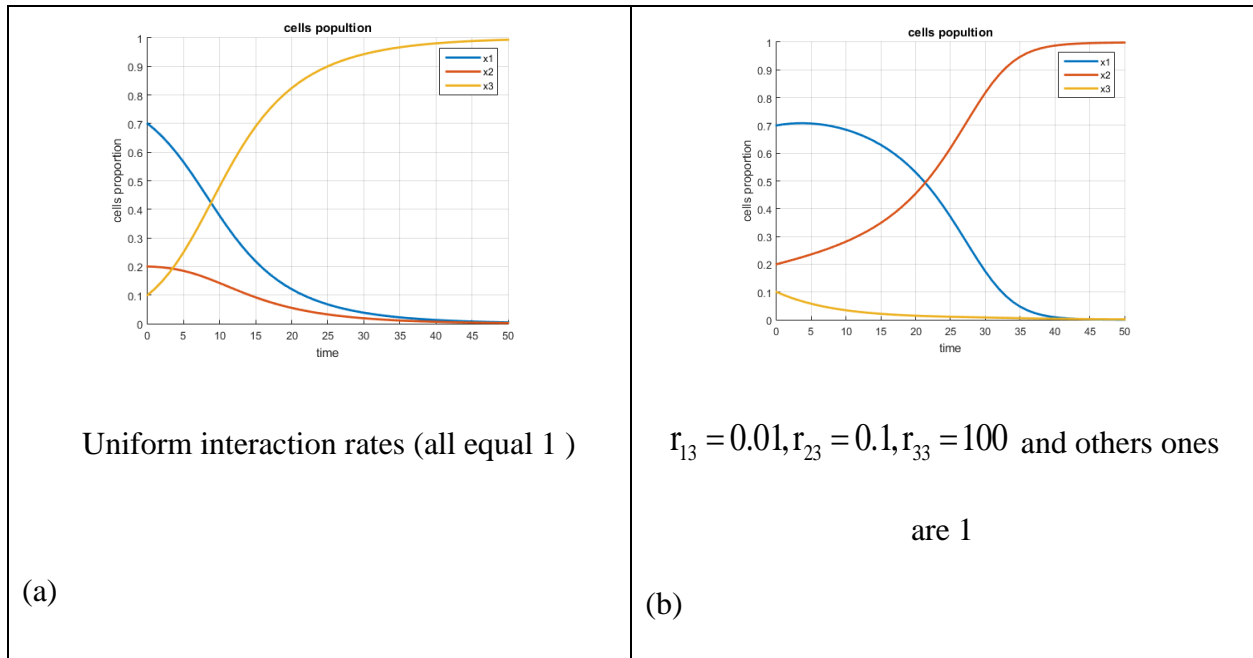 cells popultion
1
0.9
0.8
0.7
0.6
0.5
0.4
0.3
0.2
0.1
0
cells proportion
x1
x2
x3
0 5 10 15 20 25 30 35 40 45 50
time
Uniform interaction rates (all equal 1 )
(a)
cells popultion
1
0.9
0.8
0.7
0.6
0.5
0.4
0.3
0.2
0.1
0
cells proportion
x1
x2
x3
0 5 10 15 20 25 30 35 40 45 50
time
r₁₃ = 0.01, r₂₃ = 0.1, r₃₃ = 100 and others ones
are 1
(b)